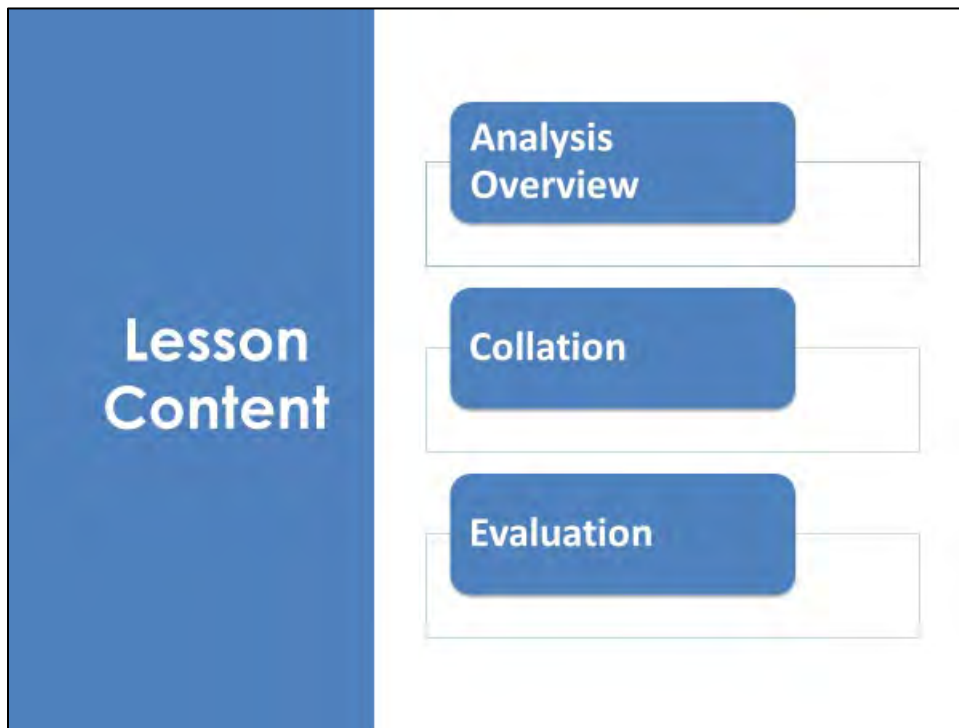 Lesson
Content
Analysis
Overview
Collation
Evaluation